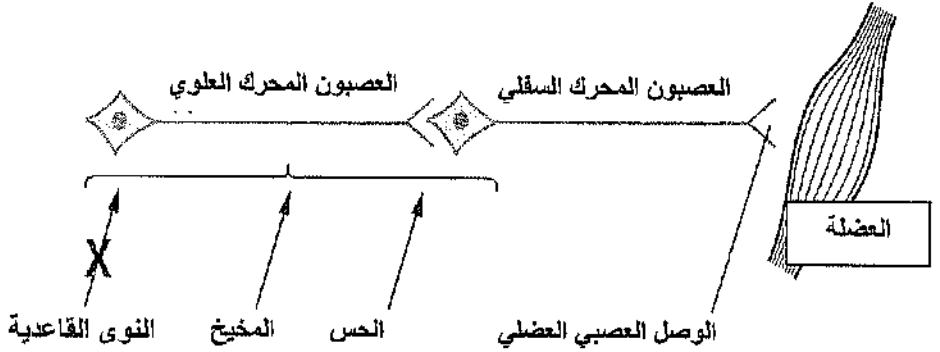 العصبون المحرك العلوي
العصبون المحرك السفلي
العضلة
X
النوى القاعدية
المخيخ
الحس
الوصل العصبي العضلي